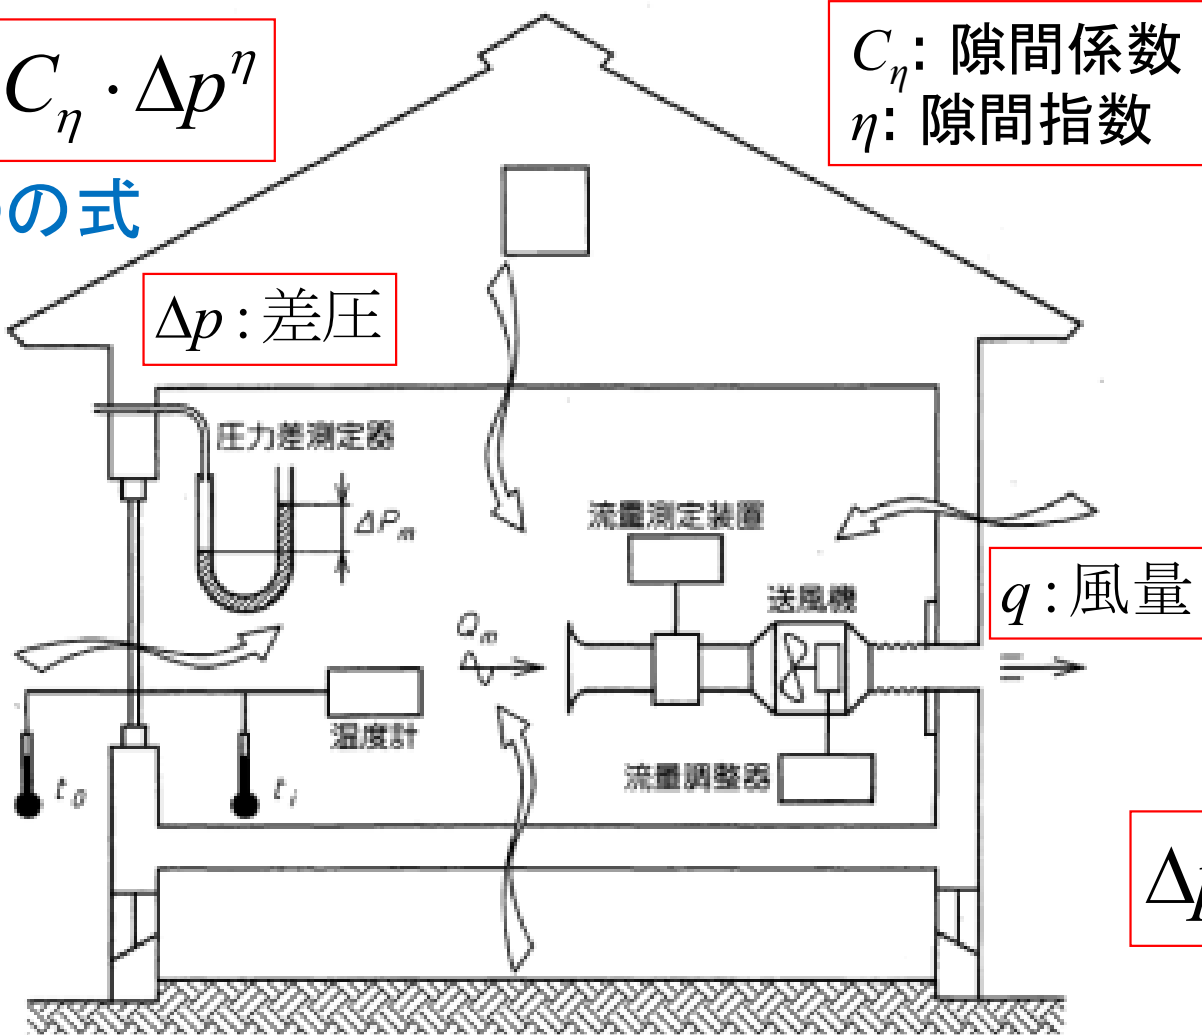 C_η · Δp^η
C_η: 隙間係数
η: 隙間指数
の式
Δp : 差圧
圧力差測定器
ΔP_m
流量測定装置
q : 風量
送風機
Q_m
温度計
流量調整器
t_0
t_i
Δp